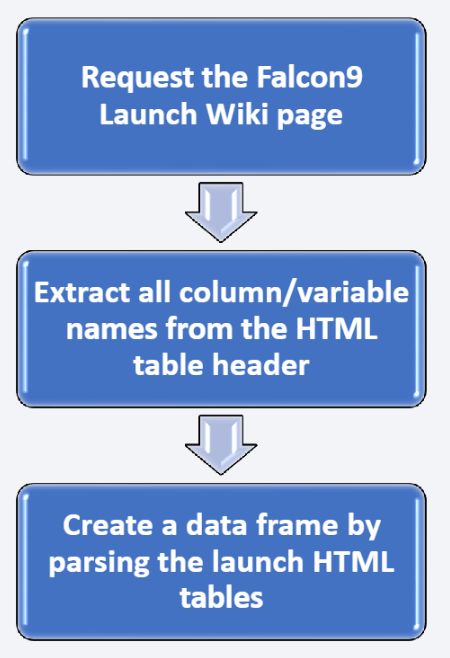 Request the Falcon9
Launch Wiki page
Extract all column/variable
names from the HTML
table header
Create a data frame by
parsing the launch HTML
tables